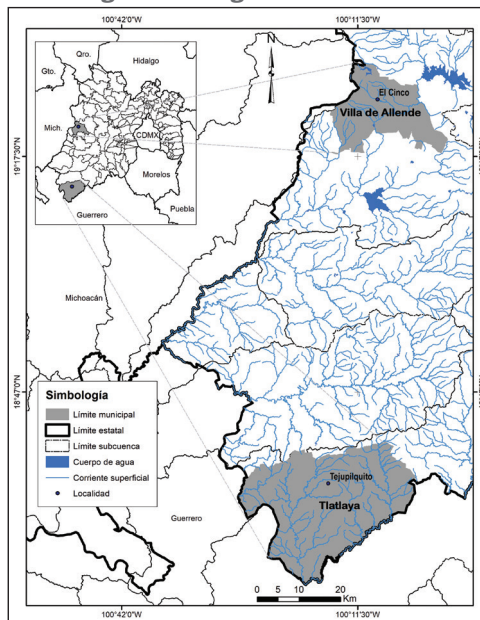 100°42'0"W
100°11'30"W
N
Qro.
Hidalgo
Gto.
Mich.
CDMX
Morelos
Guerrero
Puebla
El Cinco
Villa de Allende
19°17'30"
Michoacán
18°47'0"
Simbología
Límite municipal
Límite estatal
Límite subcuenca
Cuerpo de agua
Corriente superficial
Localidad
Guerrero
Tejupilquito
Tlatlaya
0 5 10 20
Km
100°42'0"W
100°11'30"W